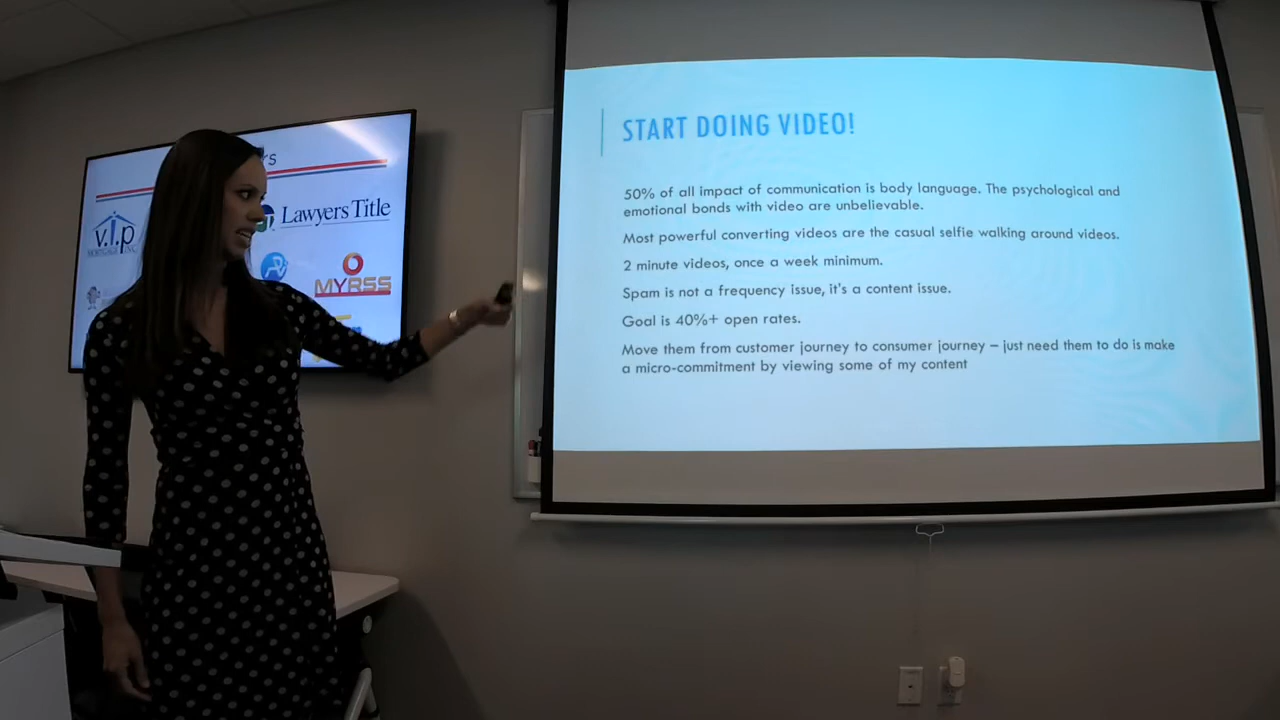 rs
Lawyers Title
v.i.p
MORTGAGE INC.
MYRSS
START DOING VIDEO!
50% of all impact of communication is body language. The psychological and
emotional bonds with video are unbelievable.
Most powerful converting videos are the casual selfie walking around videos.
2 minute videos, once a week minimum.
Spam is not a frequency issue, it's a content issue.
Goal is 40%+ open rates.
Move them from customer journey to consumer journey – just need them to do is make
a micro-commitment by viewing some of my content